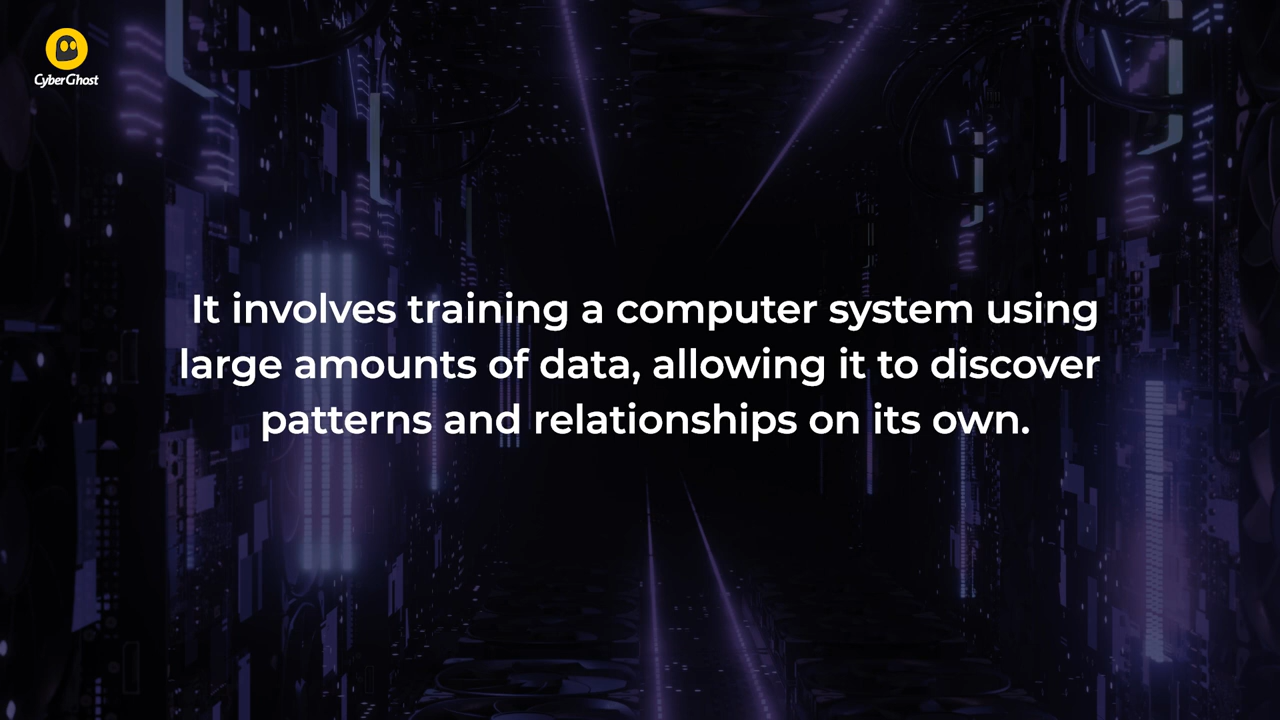 CyberGhost
It involves training a computer system using
large amounts of data, allowing it to discover
patterns and relationships on its own.